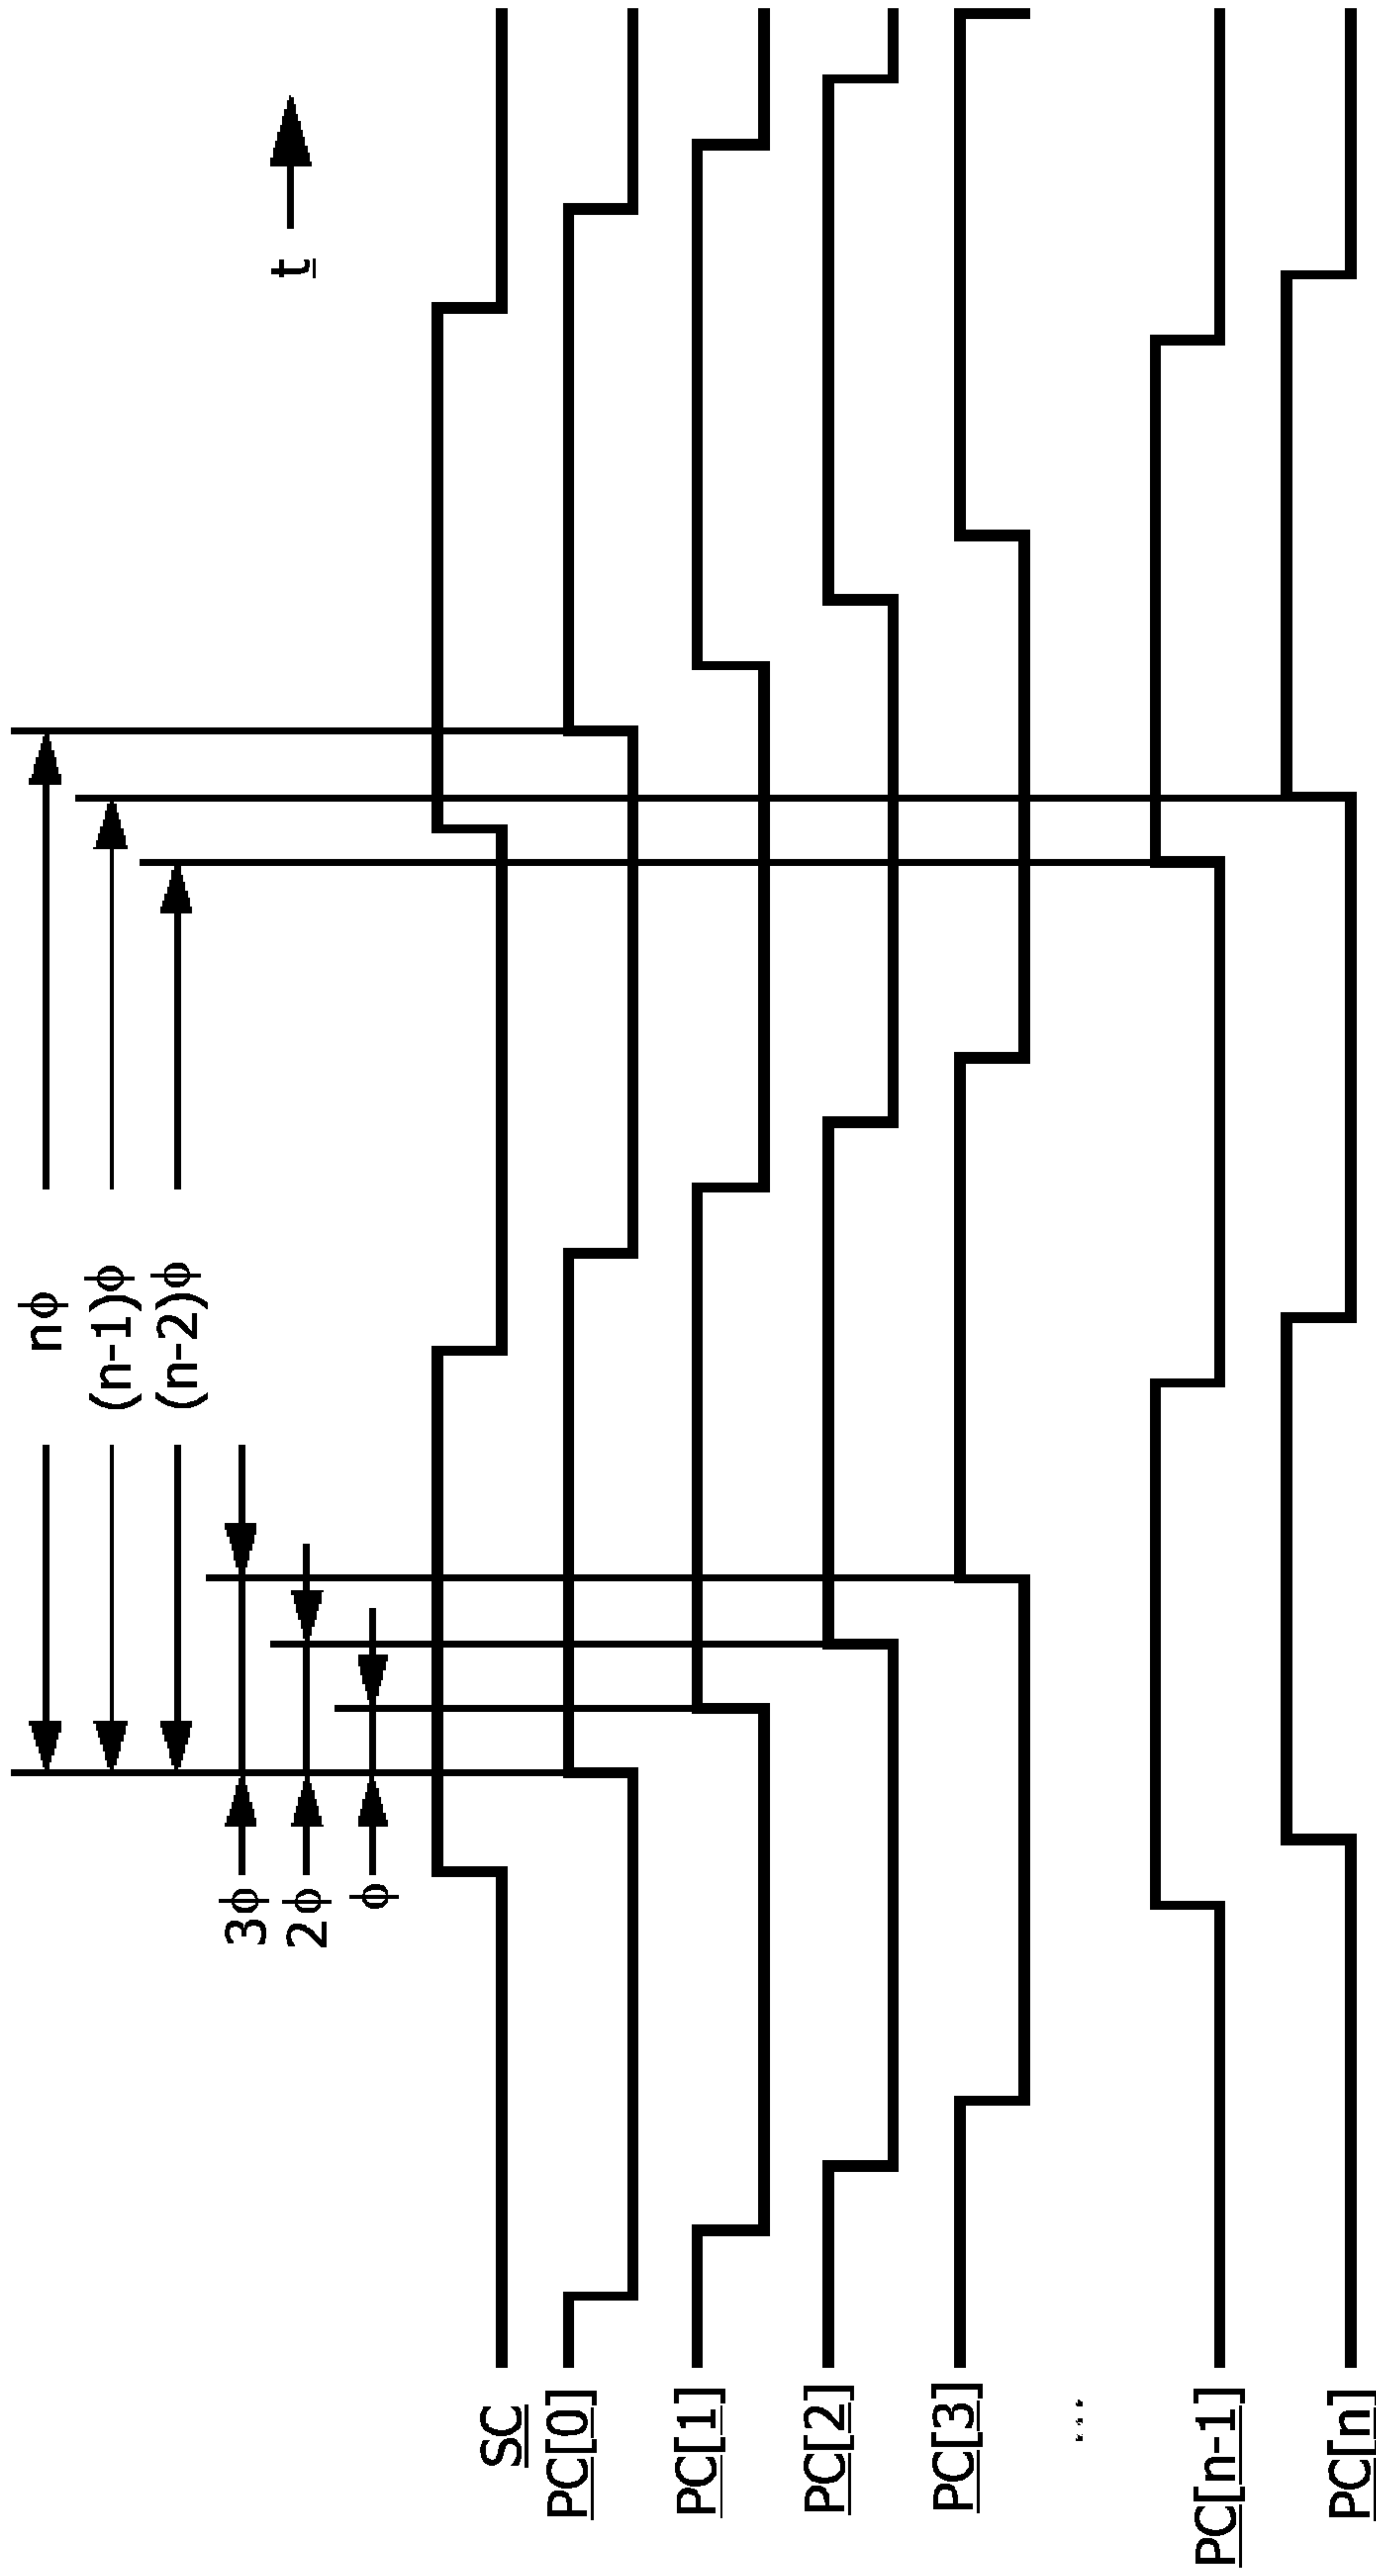 nϕ
(n-1)ϕ
(n-2)ϕ
3ϕ
2ϕ
ϕ
t
SC
PC[0]
PC[1]
PC[2]
PC[3]
...
PC[n-1]
PC[n]